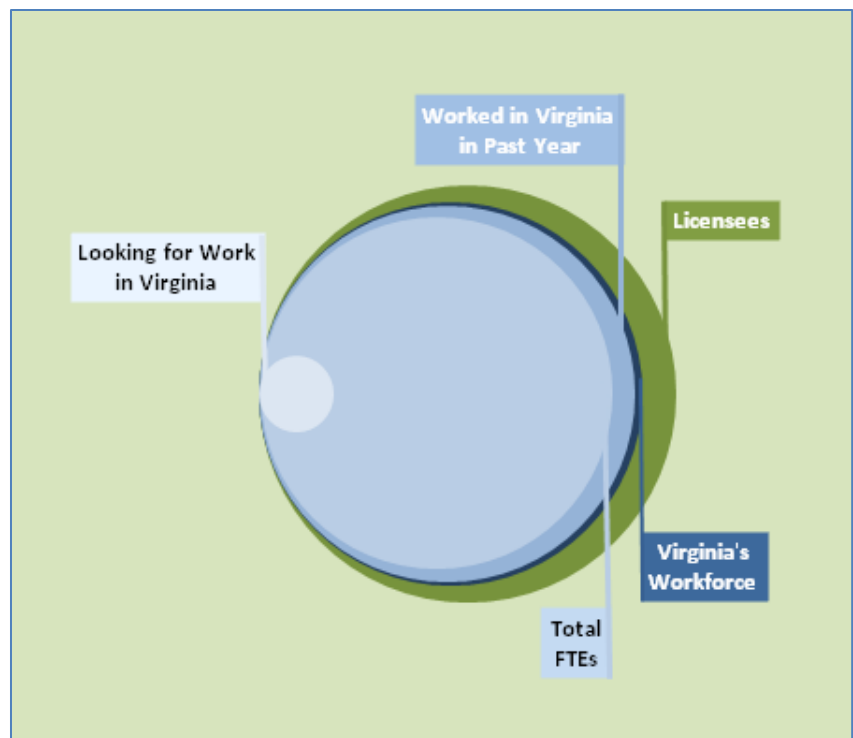 Worked in Virginia
in Past Year
Licensees
Looking for Work
in Virginia
Virginia's
Workforce
Total
FTEs